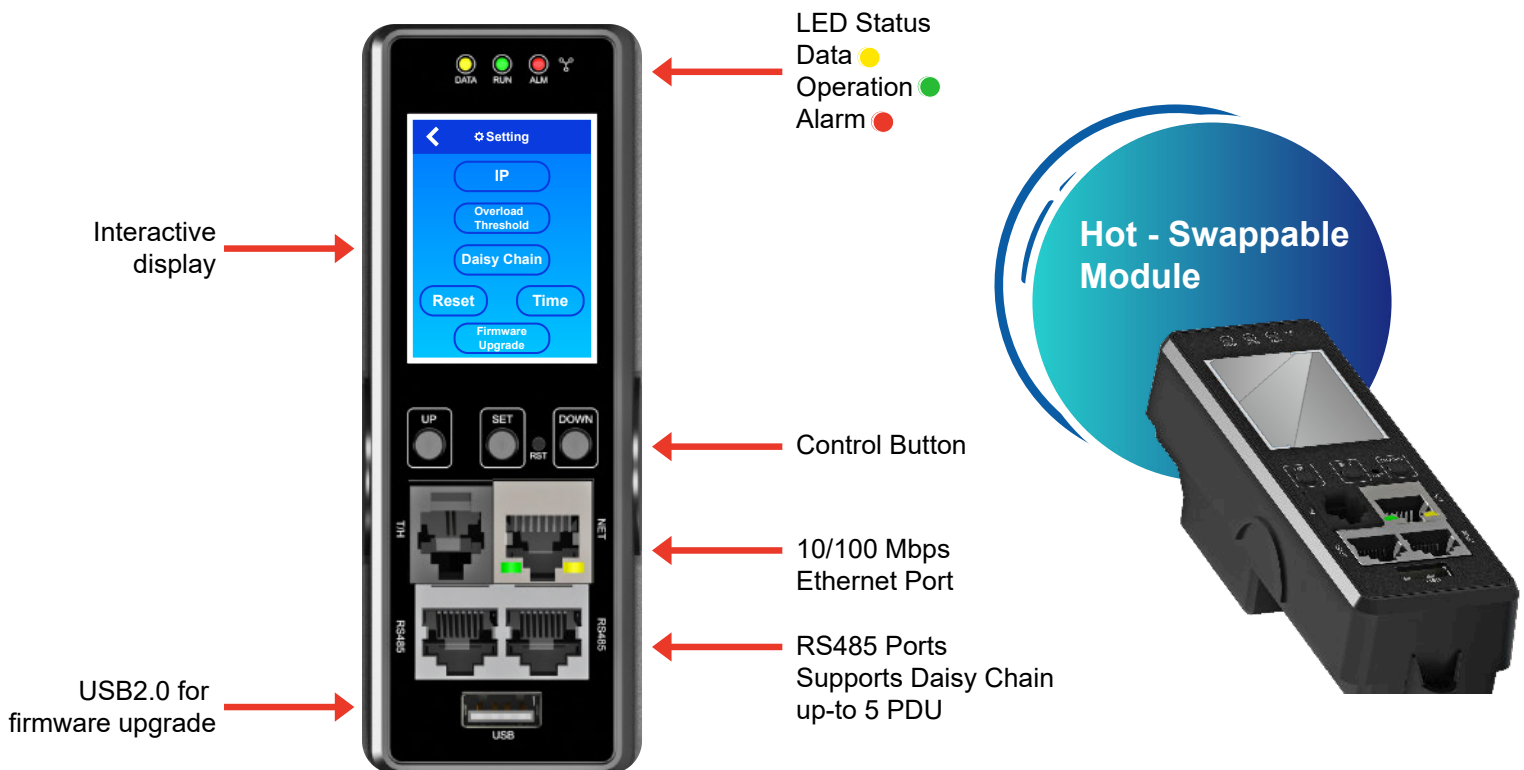 LED Status
Data
Operation
Alarm
DATA RUN ALM
Setting
IP
Overload
Threshold
Daisy Chain
Reset Time
Firmware
Upgrade
Interactive
display
Hot - Swappable
Module
UP SET DOWN
RST
Control Button
T/H NET
10/100 Mbps
Ethernet Port
RS485 RS485
RS485 Ports
Supports Daisy Chain
up-to 5 PDU
USB2.0 for
firmware upgrade
USB